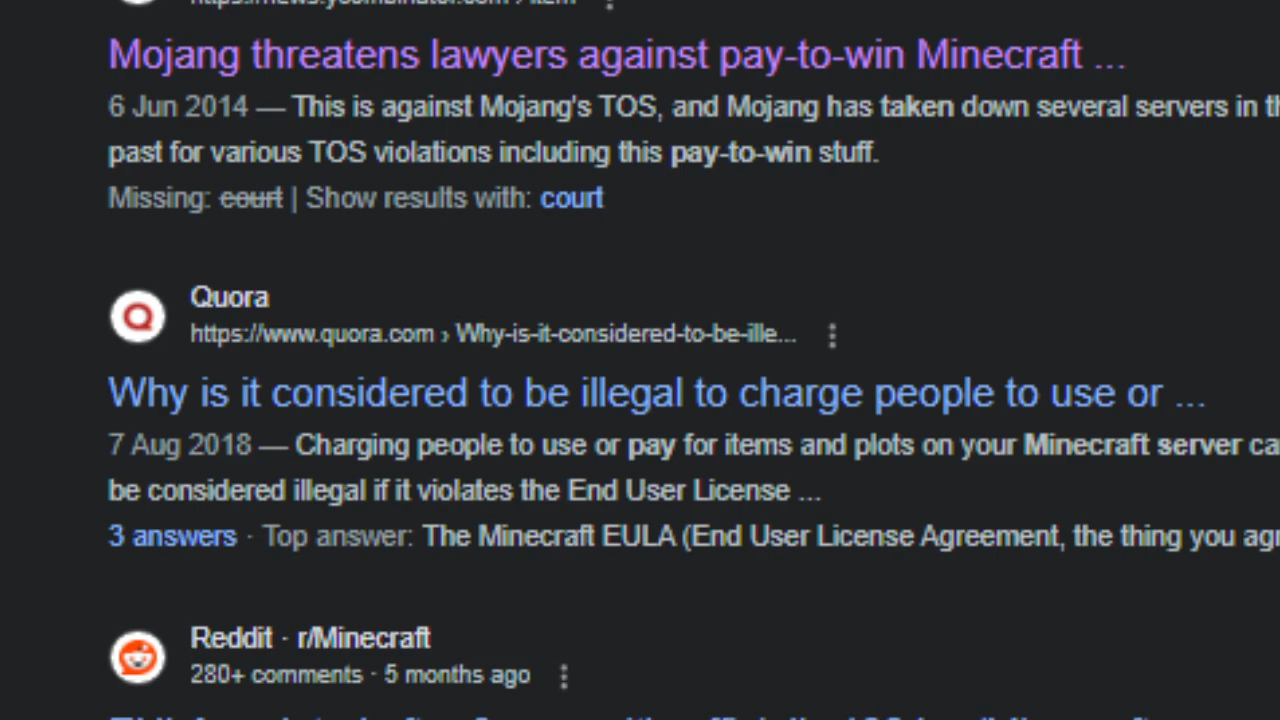 https://news.ycombinator.com › item
Mojang threatens lawyers against pay-to-win Minecraft ...
6 Jun 2014 — This is against Mojang's TOS, and Mojang has taken down several servers in th
past for various TOS violations including this pay-to-win stuff.
Missing: court | Show results with: court
Quora
https://www.quora.com › Why-is-it-considered-to-be-ille...
Why is it considered to be illegal to charge people to use or ...
7 Aug 2018 — Charging people to use or pay for items and plots on your Minecraft server ca
be considered illegal if it violates the End User License ...
3 answers · Top answer: The Minecraft EULA (End User License Agreement, the thing you agr
Reddit · r/Minecraft
280+ comments · 5 months ago